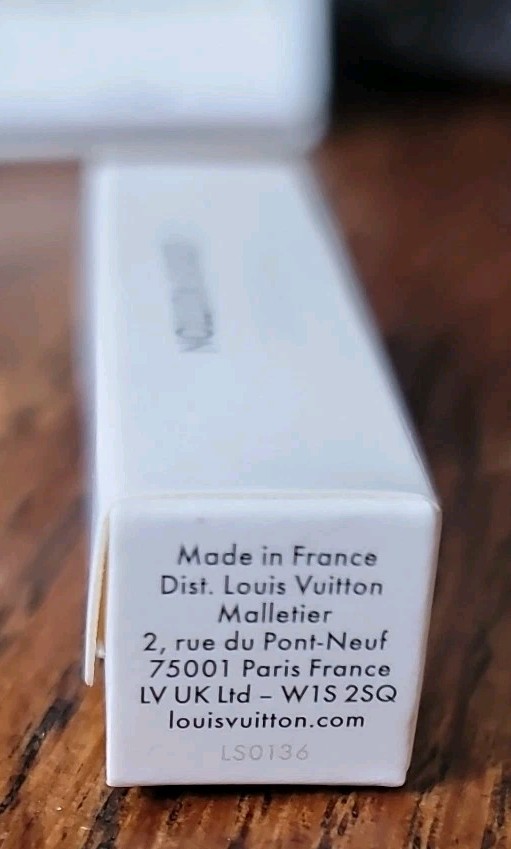 Made in France
Dist. Louis Vuitton
Malletier
2, rue du Pont-Neuf
75001 Paris France
LV UK Ltd – W1S 2SQ
louisvuitton.com
LS0136